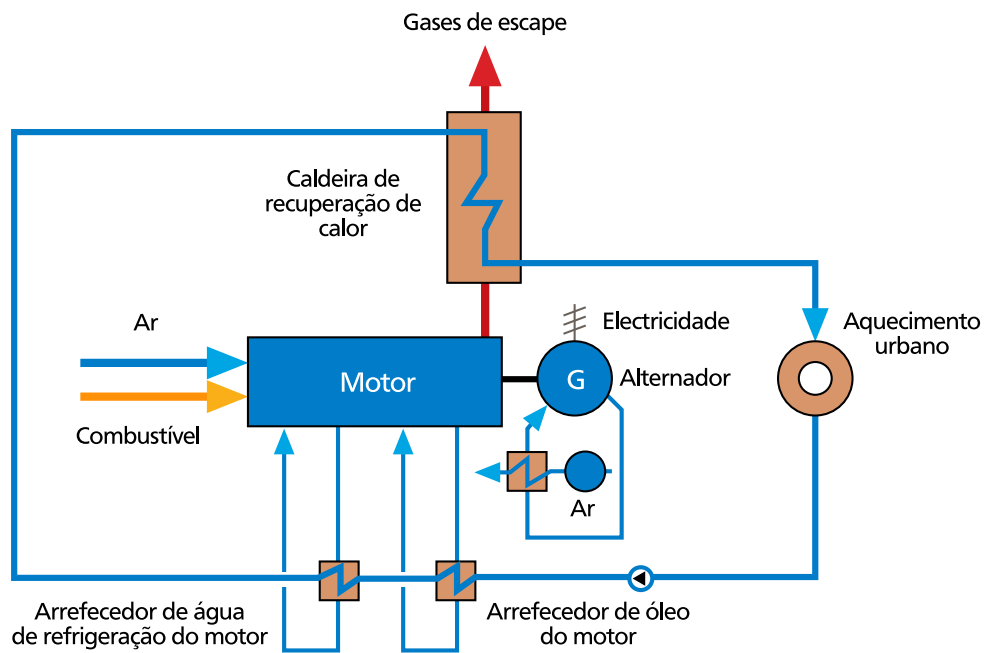 Gases de escape
Caldeira de
recuperação de
calor
Ar
Electricidade
Aquecimento
urbano
Motor
G
Alternador
Combustível
Ar
Arrefecedor de água
de refrigeração do motor
Arrefecedor de óleo
do motor